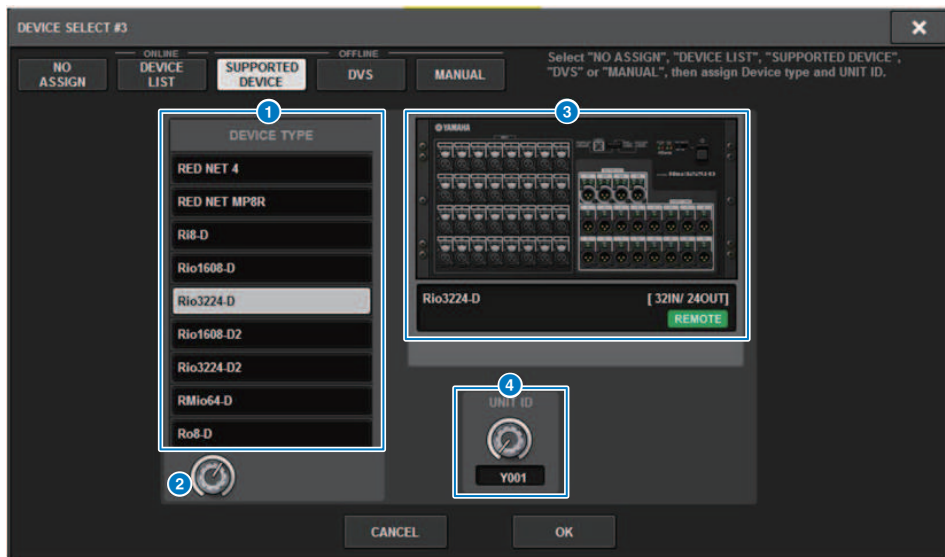 DEVICE SELECT #3
ONLINE
OFFLINE
NO ASSIGN
DEVICE LIST
SUPPORTED DEVICE
DVS
MANUAL
Select "NO ASSIGN", "DEVICE LIST", "SUPPORTED DEVICE",
"DVS" or "MANUAL", then assign Device type and UNIT ID.
1
DEVICE TYPE
RED NET 4
RED NET MP8R
Ri8-D
Rio1608-D
Rio3224-D
Rio1608-D2
Rio3224-D2
RMio64-D
Ro8-D
2
3
YAMAHA
Rio3224-D
[ 32IN/ 24OUT]
REMOTE
4
UNIT ID
Y001
CANCEL
OK